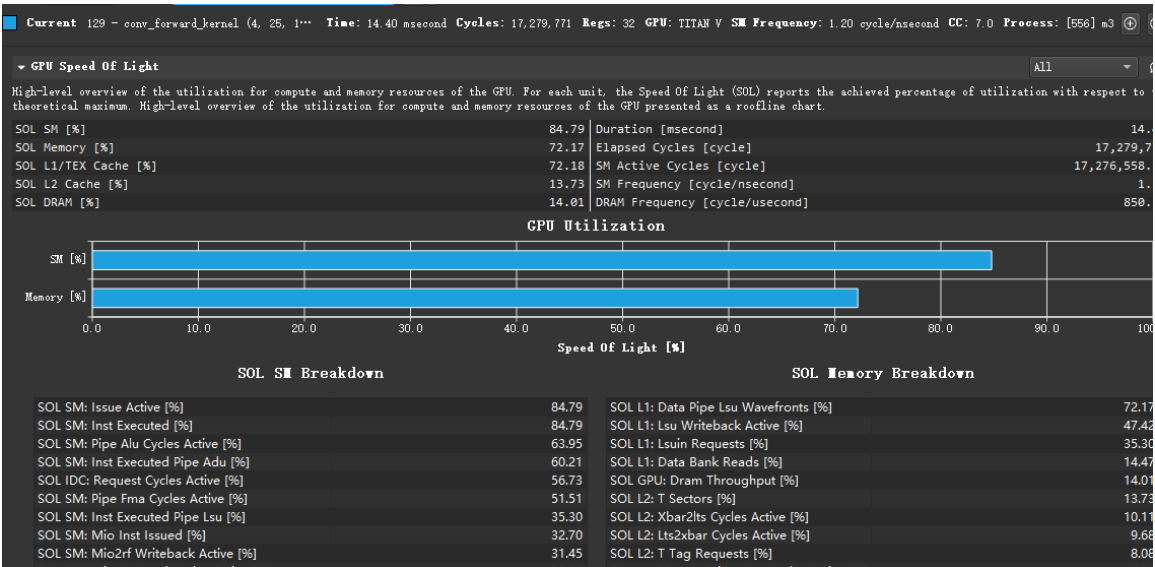 Current 129 - conv_forward_kernel (4, 25, 1··· Time: 14.40 msecond Cycles: 17,279,771 Regs: 32 GPU: TITAN V SM Frequency: 1.20 cycle/nsecond CC: 7.0 Process: [556] m3
GPU Speed Of Light All
High-level overview of the utilization for compute and memory resources of the GPU. For each unit, the Speed Of Light (SOL) reports the achieved percentage of utilization with respect to
theoretical maximum. High-level overview of the utilization for compute and memory resources of the GPU presented as a roofline chart.
SOL SM [%] 84.79 Duration [msecond] 14.
SOL Memory [%] 72.17 Elapsed Cycles [cycle] 17,279,7
SOL L1/TEX Cache [%] 72.18 SM Active Cycles [cycle] 17,276,558.
SOL L2 Cache [%] 13.73 SM Frequency [cycle/nsecond] 1.
SOL DRAM [%] 14.01 DRAM Frequency [cycle/usecond] 850.
GPU Utilization
SM [%]
Memory [%]
0.0 10.0 20.0 30.0 40.0 50.0 60.0 70.0 80.0 90.0 100
Speed Of Light [%]
SOL SM Breakdown SOL Memory Breakdown
SOL SM: Issue Active [%] 84.79 SOL L1: Data Pipe Lsu Wavefronts [%] 72.17
SOL SM: Inst Executed [%] 84.79 SOL L1: Lsu Writeback Active [%] 47.42
SOL SM: Pipe Alu Cycles Active [%] 63.95 SOL L1: Lsuin Requests [%] 35.30
SOL SM: Inst Executed Pipe Adu [%] 60.21 SOL L1: Data Bank Reads [%] 14.47
SOL IDC: Request Cycles Active [%] 56.73 SOL GPU: Dram Throughput [%] 14.01
SOL SM: Pipe Fma Cycles Active [%] 51.51 SOL L2: T Sectors [%] 13.73
SOL SM: Inst Executed Pipe Lsu [%] 35.30 SOL L2: Xbar2lts Cycles Active [%] 10.11
SOL SM: Mio Inst Issued [%] 32.70 SOL L2: Lts2xbar Cycles Active [%] 9.68
SOL SM: Mio2rf Writeback Active [%] 31.45 SOL L2: T Tag Requests [%] 8.08